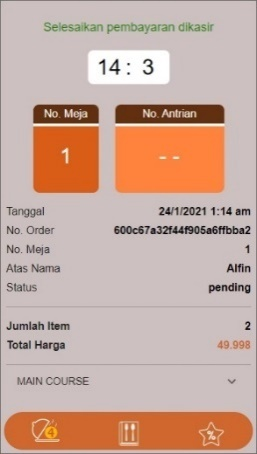 Selesaikan pembayaran dikasir
14 : 3
No. Meja No. Antrian
1 - -
Tanggal 24/1/2021 1:14 am
No. Order 600c67a32f44f905a6ffbba2
No. Meja 1
Atas Nama Alfin
Status pending
Jumlah Item 2
Total Harga 49.998
MAIN COURSE
4
%